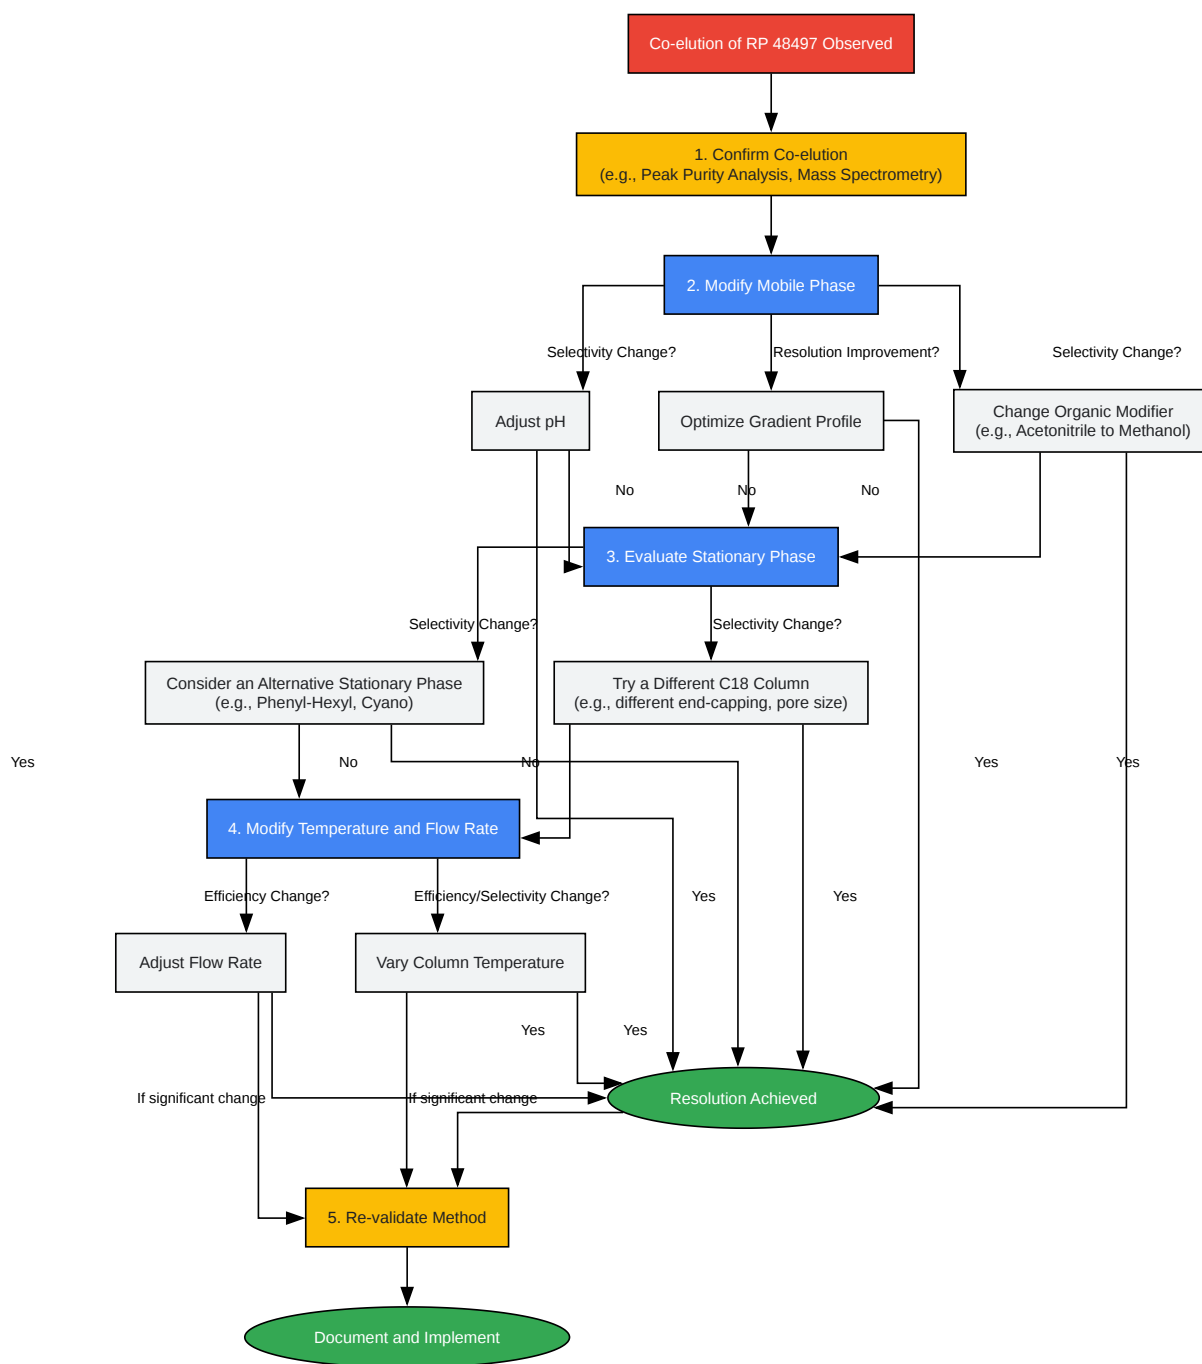 Co-elution of RP 48497 Observed
1. Confirm Co-elution
(e.g., Peak Purity Analysis, Mass Spectrometry)
2. Modify Mobile Phase
Selectivity Change?
Resolution Improvement?
Selectivity Change?
Adjust pH
Optimize Gradient Profile
Change Organic Modifier
(e.g., Acetonitrile to Methanol)
No
No
No
3. Evaluate Stationary Phase
Selectivity Change?
Selectivity Change?
Consider an Alternative Stationary Phase
(e.g., Phenyl-Hexyl, Cyano)
Try a Different C18 Column
(e.g., different end-capping, pore size)
Yes
No
No
Yes
Yes
4. Modify Temperature and Flow Rate
Efficiency Change?
Efficiency/Selectivity Change?
Yes
Yes
Adjust Flow Rate
Vary Column Temperature
Yes
Yes
If significant change
If significant change
Resolution Achieved
5. Re-validate Method
Document and Implement